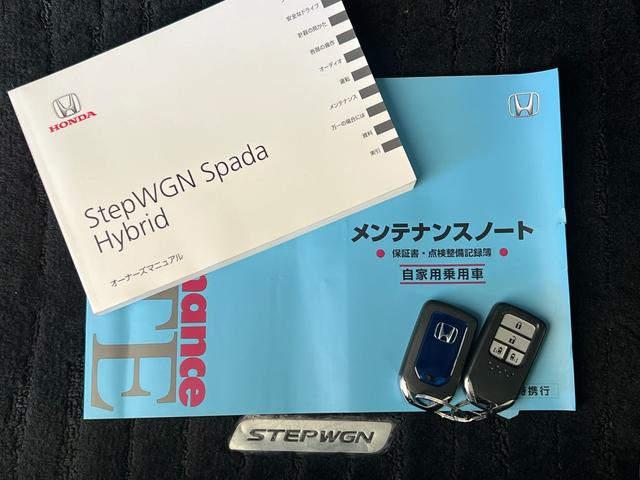 安全なドライブ
計器の見かた
各部の操作
オーディオ
運転
メンテナンス
万一の場合には
資料
索引
HONDA
StepWGN Spada
Hybrid
オーナーズマニュアル
メンテナンスノート
保証書・点検整備記録簿
自家用乗用車
nance
TE
携行
STEPWGN